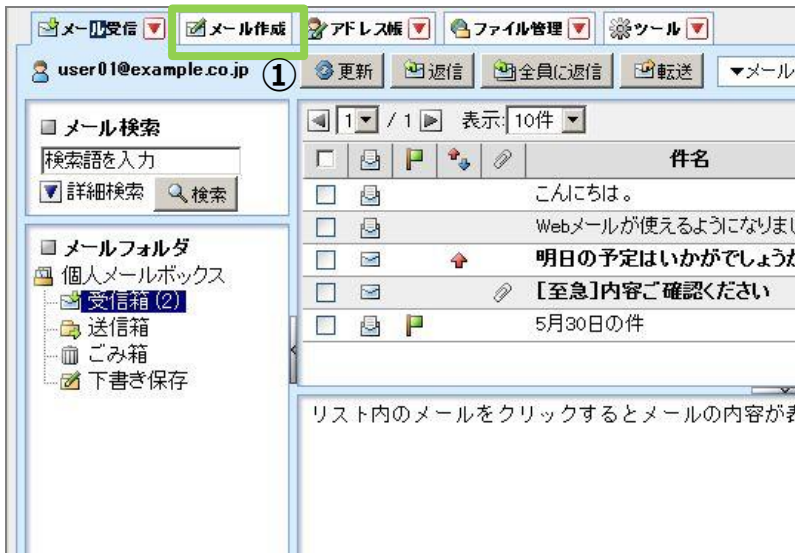 メール受信 メール作成 アドレス帳 ファイル管理 ツール
user01@example.co.jp ① 更新 返信 全員に返信 転送 ▼メール
メール検索
検索語を入力
詳細検索 検索
メールフォルダ
個人メールボックス
受信箱 (2)
送信箱
ごみ箱
下書き保存
1 / 1 表示:10件
件名
こんにちは。
Webメールが使えるようになりまし
明日の予定はいかがでしょうか
[至急]内容ご確認ください
5月30日の件
リスト内のメールをクリックするとメールの内容が表